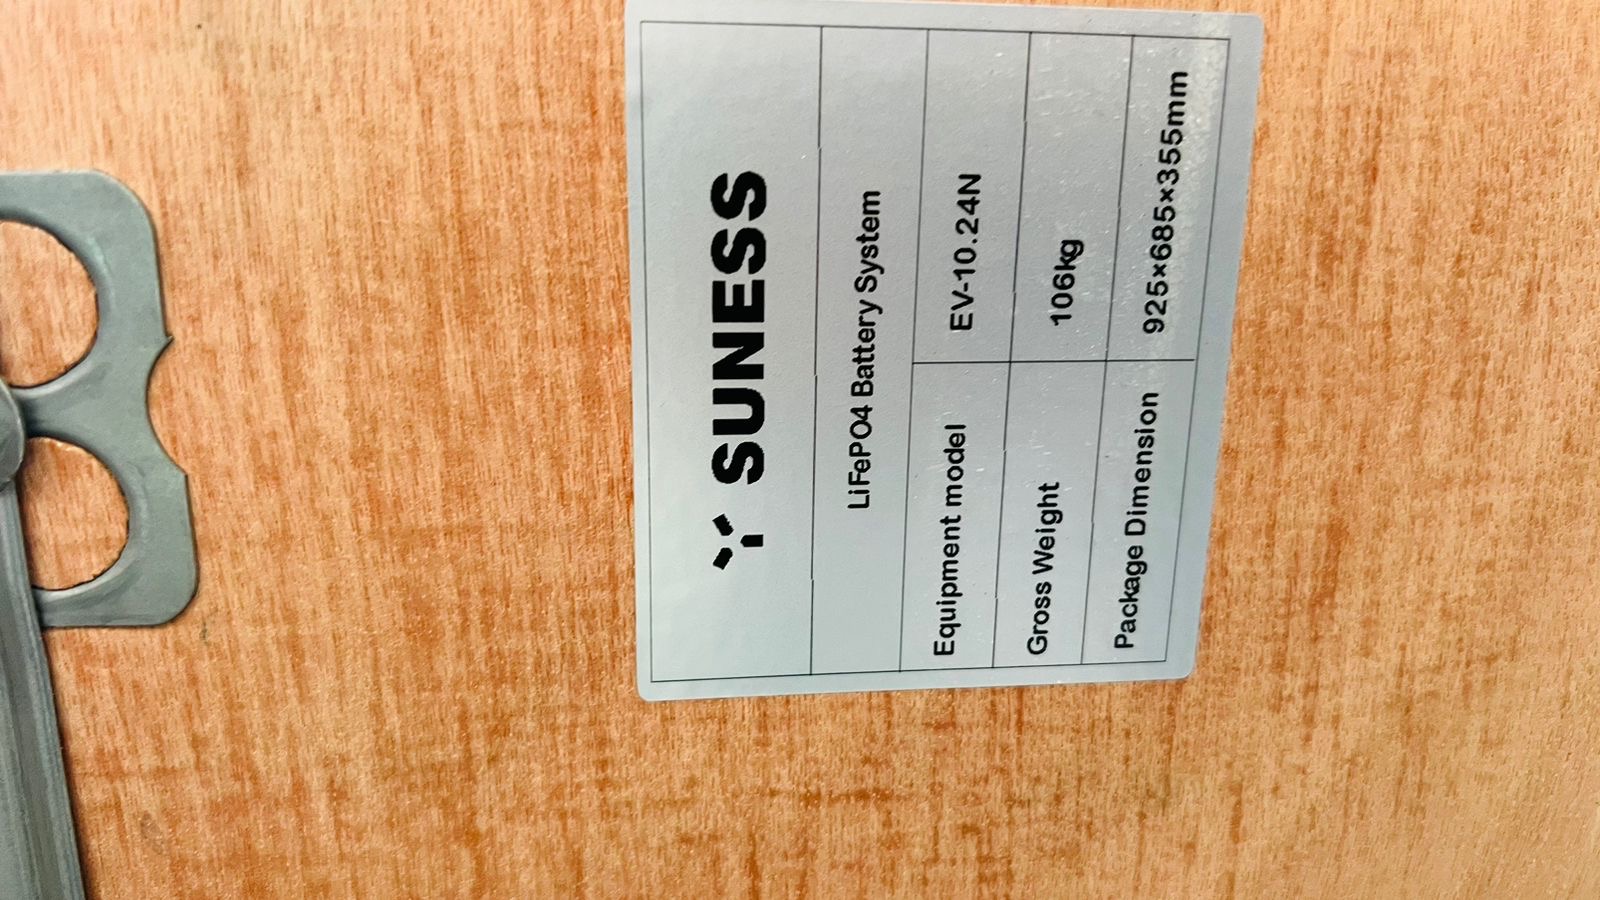 SUNESS
LiFePO4 Battery System
Equipment model EV-10.24N
Gross Weight 106kg
Package Dimension 925×685×355mm